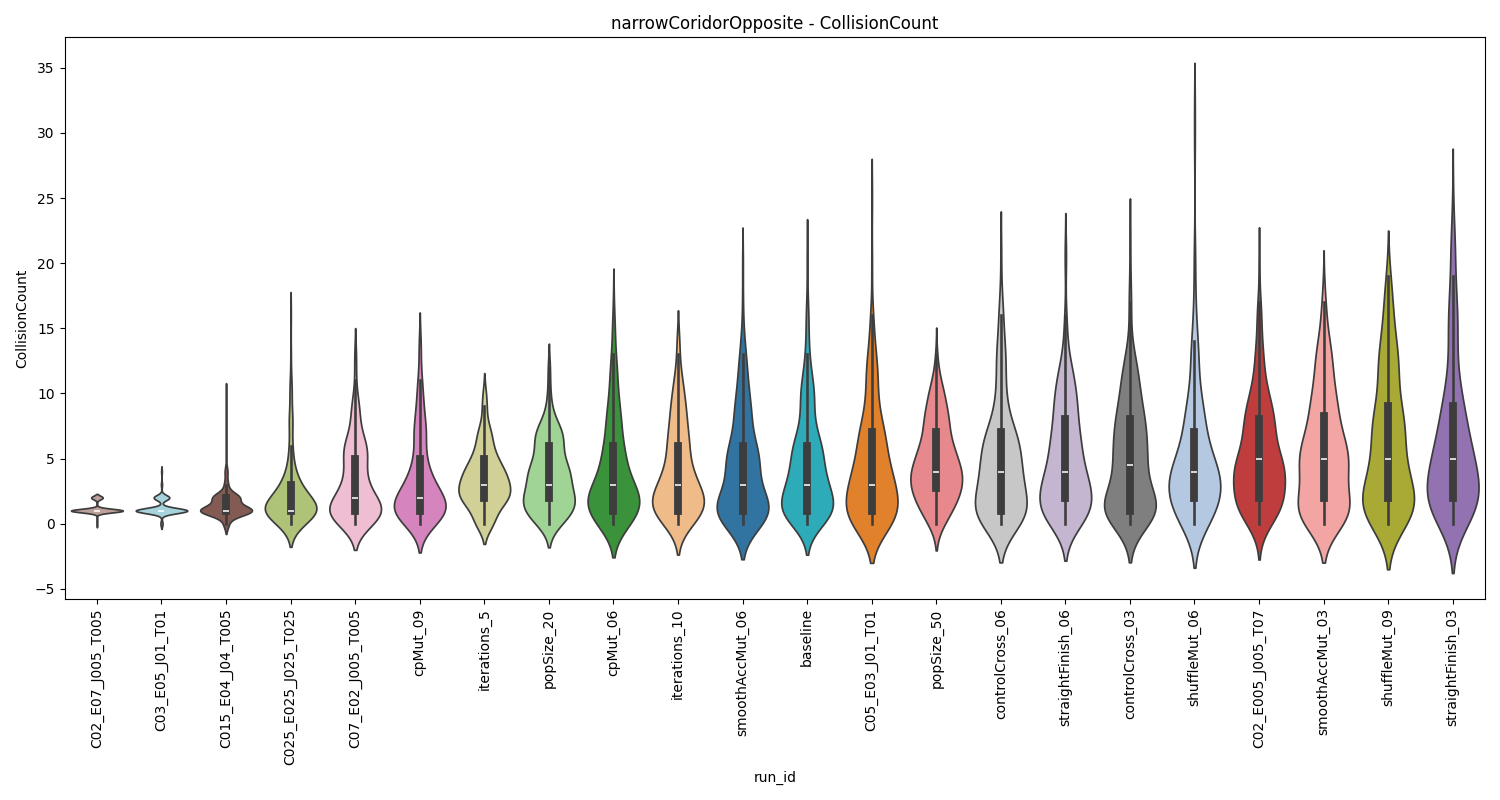 narrowCoridorOpposite - CollisionCount
CollisionCount
35
30
25
20
15
10
5
0
−5
C02_E07_J005_T005
C03_E05_J01_T01
C015_E04_J04_T005
C025_E025_J025_T025
C07_E02_J005_T005
cpMut_09
iterations_5
popSize_20
cpMut_06
iterations_10
smoothAccMut_06
baseline
C05_E03_J01_T01
popSize_50
controlCross_06
straightFinish_06
controlCross_03
shuffleMut_06
C02_E005_J005_T07
smoothAccMut_03
shuffleMut_09
straightFinish_03
run_id